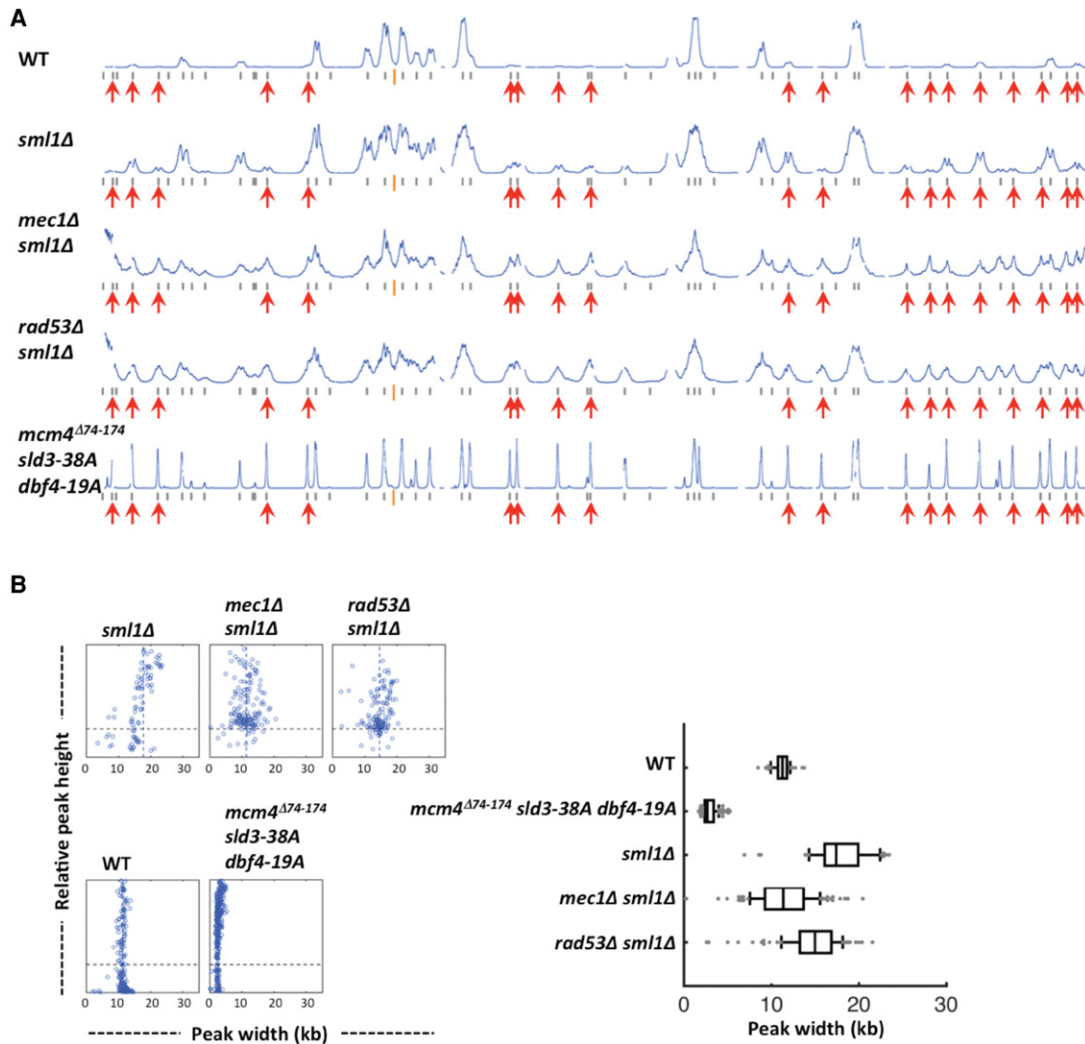 A
WT
sml1Δ
mec1Δ
sml1Δ
rad53Δ
sml1Δ
mcm4Δ74-174
sld3-38A
dbf4-19A
B
sml1Δ
mec1Δ
sml1Δ
rad53Δ
sml1Δ
0 10 20 30 0 10 20 30 0 10 20 30
WT
mcm4Δ74-174
sld3-38A
dbf4-19A
0 10 20 30 0 10 20 30
Relative peak height
Peak width (kb)
WT
mcm4Δ74-174 sld3-38A dbf4-19A
sml1Δ
mec1Δ sml1Δ
rad53Δ sml1Δ
0 10 20 30
Peak width (kb)